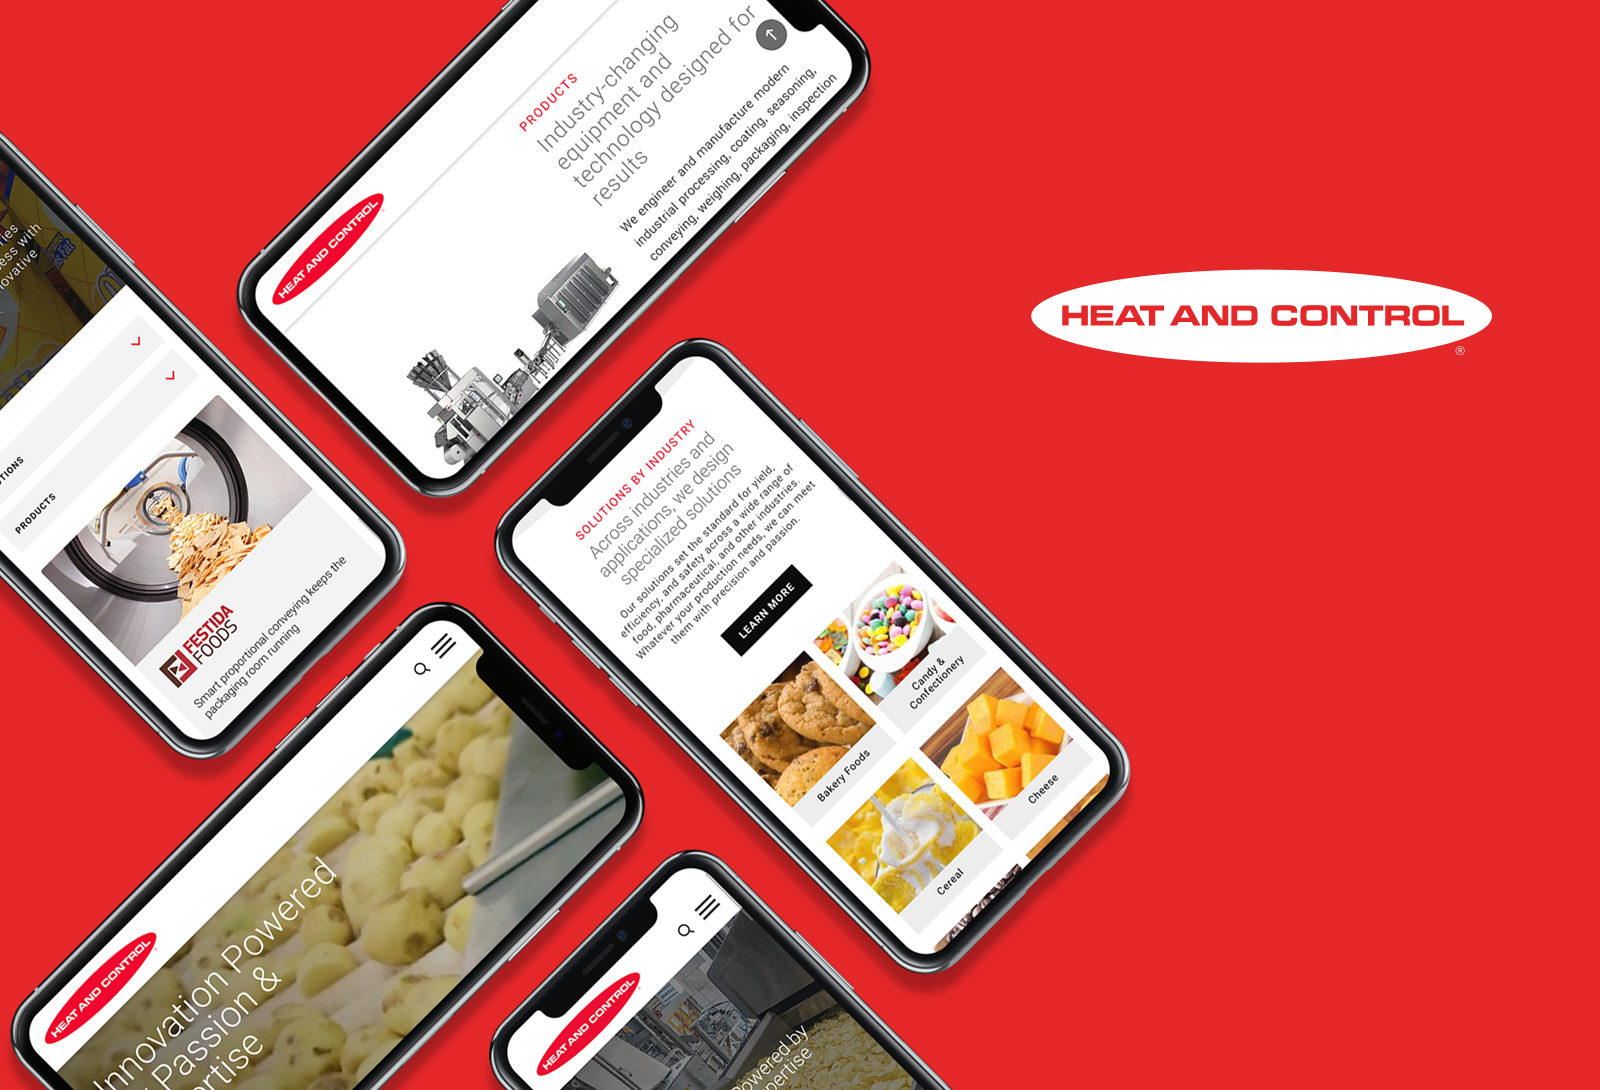 PRODUCTS
Industry-changing
equipment and
technology designed for
results
We engineer and manufacture modern
industrial processing, coating, seasoning,
conveying, weighing, packaging, inspection
HEAT AND CONTROL
HEAT AND CONTROL
®
ess with
ovative
PRODUCTS
FESTIDA
FOODS
Smart proportional conveying keeps the
packaging room running
SOLUTIONS BY INDUSTRY
Across industries and
applications, we design
specialized solutions
Our solutions set the standard for yield,
efficiency, and safety across a wide range of
food, pharmaceutical, and other industries.
Whatever your production needs, we can meet
them with precision and passion.
LEARN MORE
Candy &
Confectionery
Bakery Foods
Cheese
Cereal
HEAT AND CONTROL
Innovation Powered
Passion &
ertise
HEAT AND CONTROL
Powered by
pertise